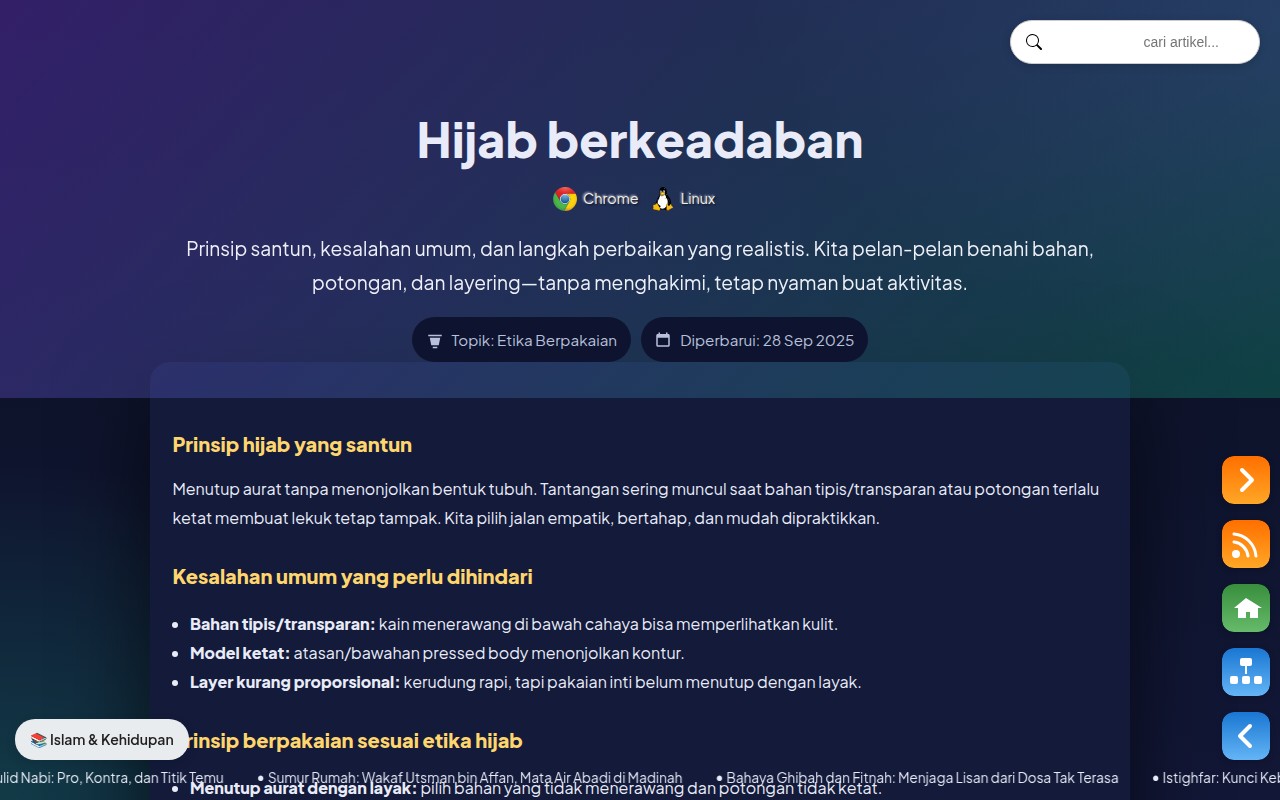 cari artikel...
Hijab berkeadaban
Chrome Linux
Prinsip santun, kesalahan umum, dan langkah perbaikan yang realistis. Kita pelan-pelan benahi bahan,
potongan, dan layering—tanpa menghakimi, tetap nyaman buat aktivitas.
Topik: Etika Berpakaian
Diperbarui: 28 Sep 2025
Prinsip hijab yang santun
Menutup aurat tanpa menonjolkan bentuk tubuh. Tantangan sering muncul saat bahan tipis/transparan atau potongan terlalu
ketat membuat lekuk tetap tampak. Kita pilih jalan empatik, bertahap, dan mudah dipraktikkan.
Kesalahan umum yang perlu dihindari
• Bahan tipis/transparan: kain menerawang di bawah cahaya bisa memperlihatkan kulit.
• Model ketat: atasan/bawahan pressed body menonjolkan kontur.
• Layer kurang proporsional: kerudung rapi, tapi pakaian inti belum menutup dengan layak.
📚 Islam & Kehidupan
rinsip berpakaian sesuai etika hijab
ulid Nabi: Pro, Kontra, dan Titik Temu • Sumur Rumah: Wakaf Utsman bin Affan, Mata Air Abadi di Madinah • Bahaya Ghibah dan Fitnah: Menjaga Lisan dari Dosa Tak Terasa • Istighfar: Kunci Keb
• Menutup aurat dengan layak: pilih bahan yang tidak menerawang dan potongan tidak ketat.